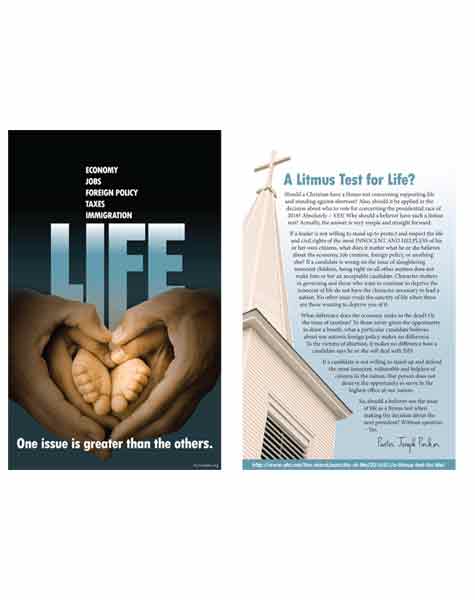 ECONOMY
JOBS
FOREIGN POLICY
TAXES
IMMIGRATION
LIFE
One issue is greater than the others.
A Litmus Test for Life?
Should a Christian have a litmus test concerning supporting life
and standing against abortion? Also, should it be applied in the
decision about who to vote for concerning the presidential race of
2016? Absolutely – YES! Why should a believer have such a litmus
test? Actually, the answer is very simple and straight forward.
If a leader is not willing to stand up to protect and respect the life
and civil rights of the most INNOCENT AND HELPLESS of his
or her own citizens, what does it matter what he or she believes
about the economy, job creation, foreign policy, or anything
else? If a candidate is wrong on the issue of slaughtering
innocent children, being right on all other matters does not
make him or her an acceptable candidate. Character matters
in governing and those who want to continue to deprive the
innocent of life do not have the character necessary to lead a
nation. No other issue rivals the sanctity of life when there
are those wanting to deprive you of it.
What difference does the economy make to the dead? Or
the issue of taxation? To those never given the opportunity
to draw a breath, what a particular candidate believes
about our nation's foreign policy makes no difference.
To the victims of abortion, it makes no difference how a
candidate says he or she will deal with ISIS.
If a candidate is not willing to stand up and defend
the most innocent, vulnerable and helpless of
citizens in the nation, that person does not
deserve the opportunity to serve in the
highest office of our nation.
So, should a believer use the issue
of life as a litmus test when
making the decision about the
next president? Without question
– Yes.
Pastor Joseph Parker